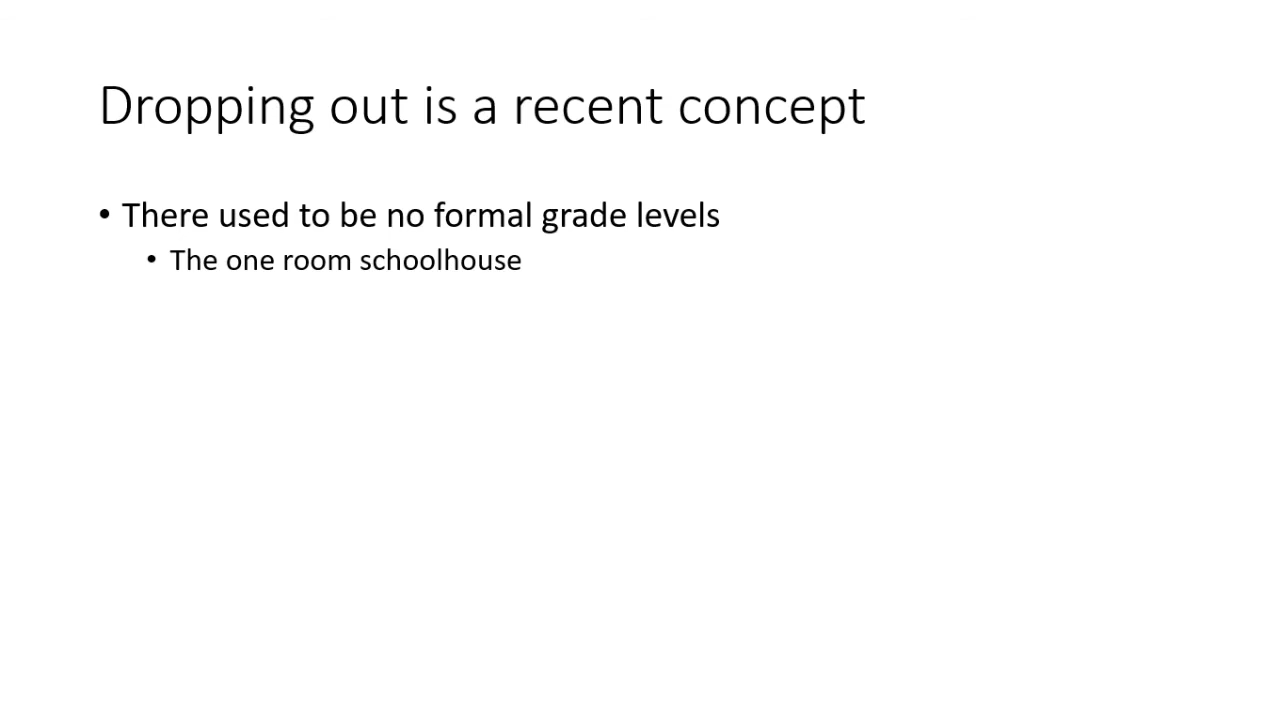 Dropping out is a recent concept
• There used to be no formal grade levels
• The one room schoolhouse